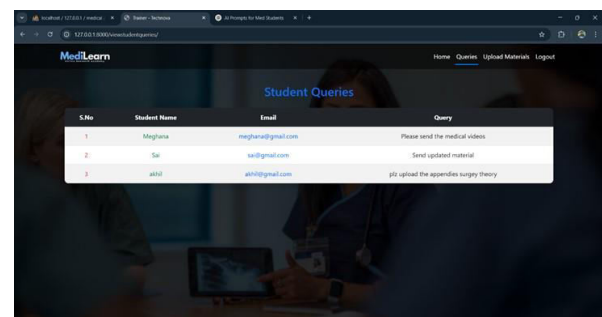 localhost / 127.0.0.1 / medical
Trainer - Technova
AI Prompts for Med Students
127.0.0.1:8000/viewstudentqueries/
MediLearn
Home Queries Upload Materials Logout
Student Queries
S.No Student Name Email Query
1 Meghana meghana@gmail.com Please send the medical videos
2 Sai sai@gmail.com Send updated material
3 akhil akhil@gmail.com plz upload the appendies surgey theory